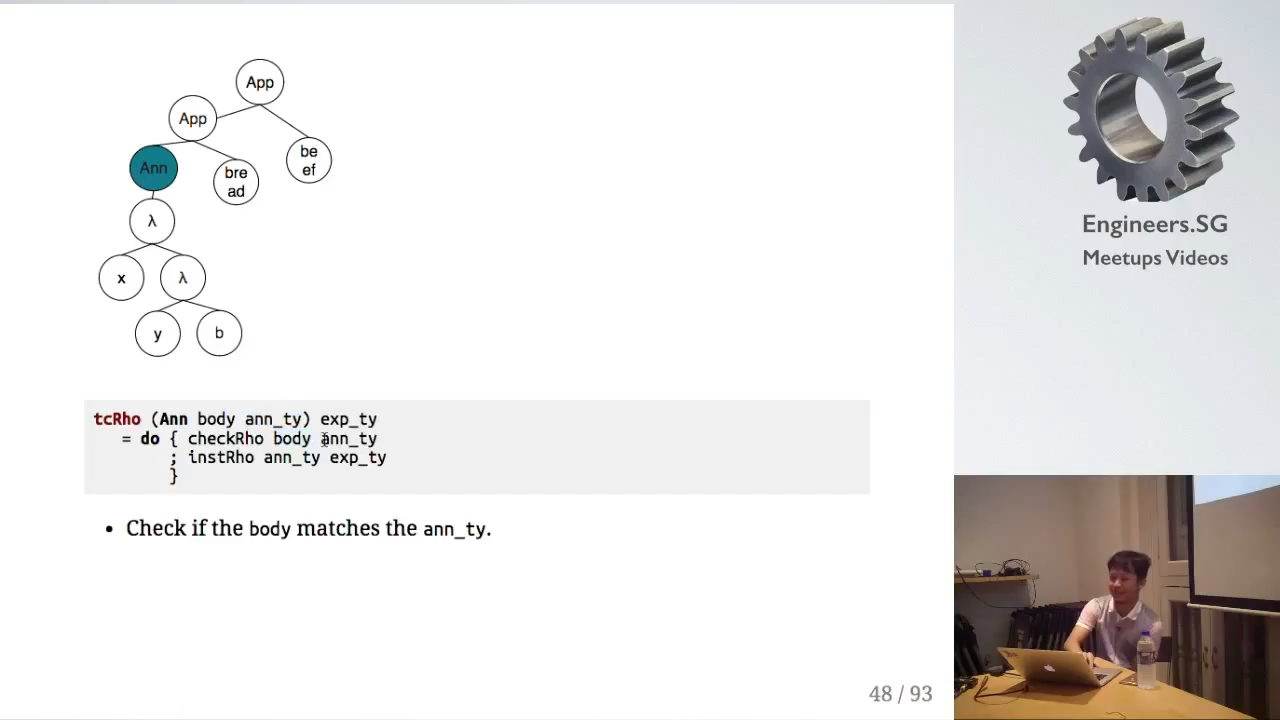 App
App
Ann
bre
ad
be
ef
λ
x
λ
y
b
tcRho (Ann body ann_ty) exp_ty
= do { checkRho body ann_ty
; instRho ann_ty exp_ty
}
• Check if the body matches the ann_ty.
48 / 93
Engineers.SG
Meetups Videos